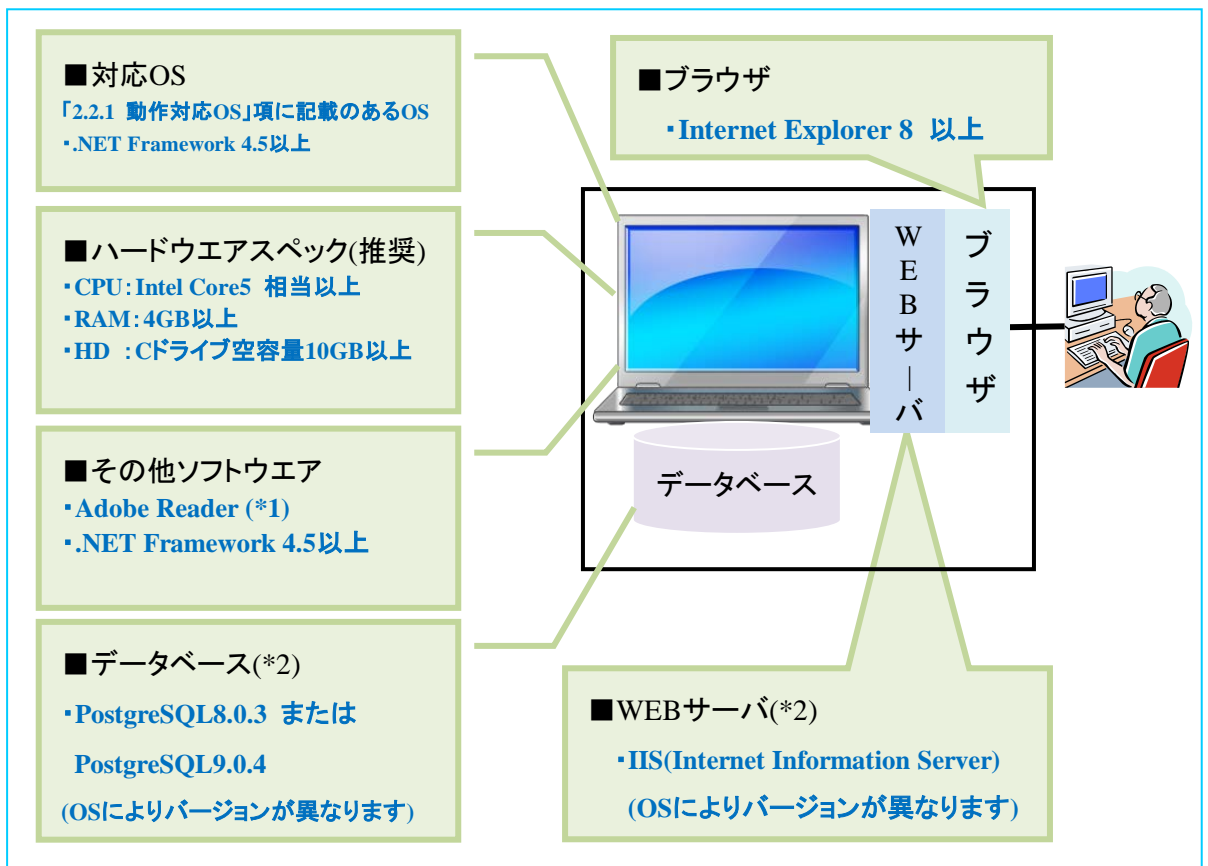 ■対応OS
「2.2.1 動作対応OS」項に記載のあるOS
・.NET Framework 4.5以上
■ブラウザ
・Internet Explorer 8 以上
■ハードウエアスペック(推奨)
・CPU：Intel Core5 相当以上
・RAM：4GB以上
・HD ：Cドライブ空容量10GB以上
WEBサーバ
ブラウザ
■その他ソフトウエア
・Adobe Reader (*1)
・.NET Framework 4.5以上
データベース
■データベース(*2)
・PostgreSQL8.0.3 または
PostgreSQL9.0.4
(OSによりバージョンが異なります)
■WEBサーバ(*2)
・IIS(Internet Information Server)
(OSによりバージョンが異なります)